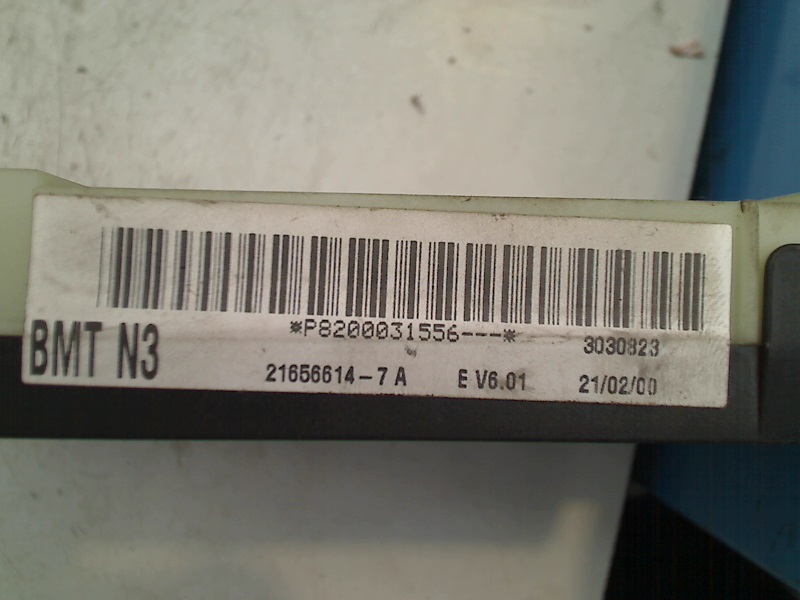 *P8200031556---*
BMT N3
3030823
21656614-7 A E V6.01 21/02/00